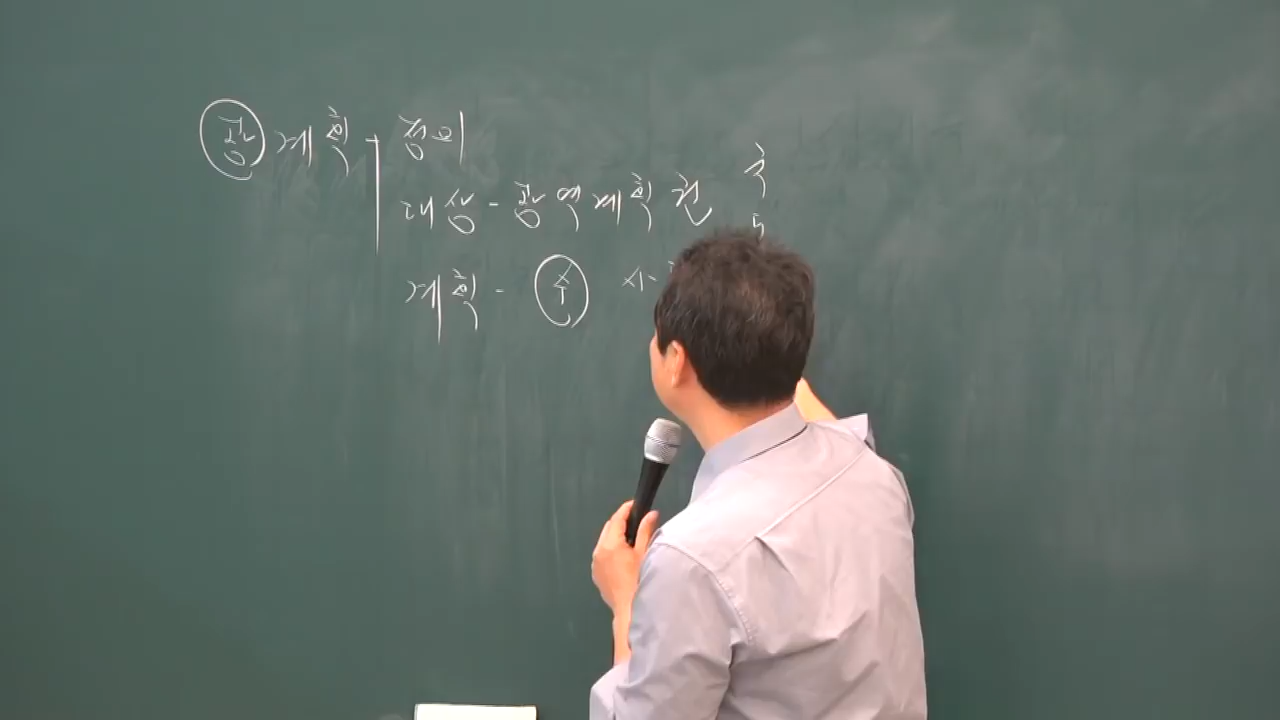 광 계획 정의
대상 - 광역계획권
계획 - 수